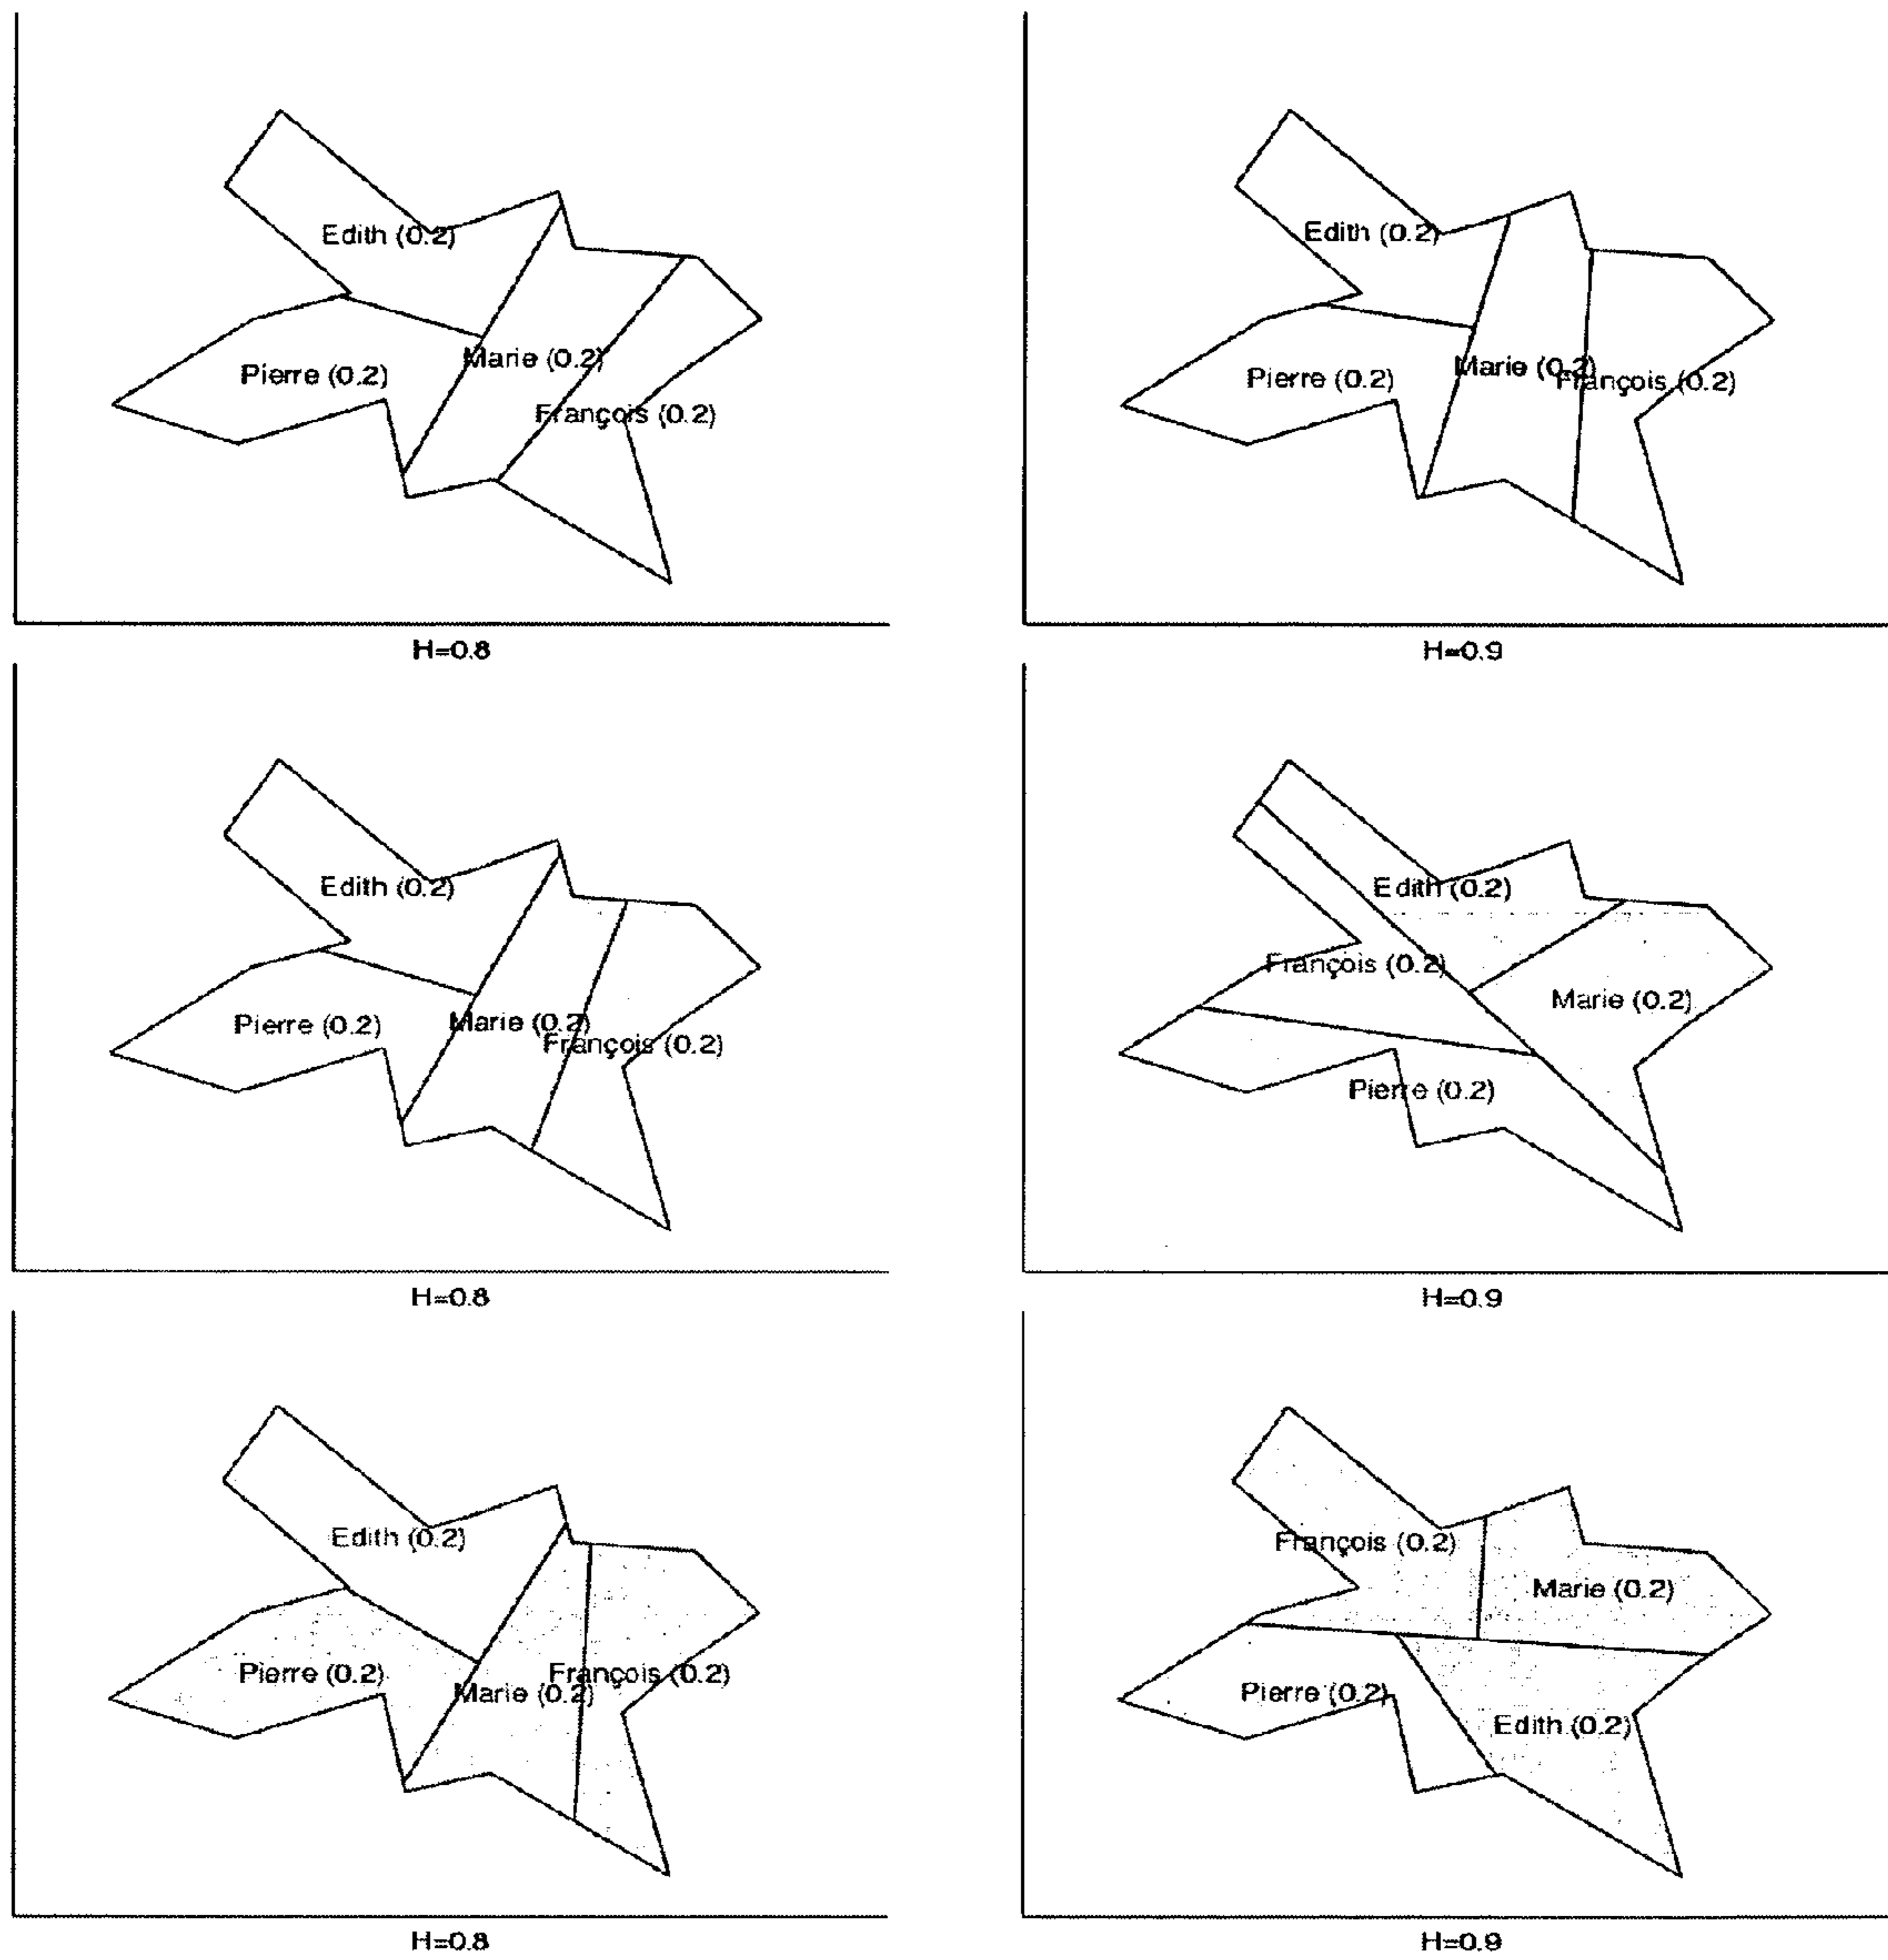 Edith (0.2)
Pierre (0.2)
Marie (0.2)
François (0.2)
H=0.8
Edith (0.2)
Pierre (0.2)
Marie (0.2)
François (0.2)
H=0.9
Edith (0.2)
Pierre (0.2)
Marie (0.2)
François (0.2)
H=0.8
Edith (0.2)
François (0.2)
Marie (0.2)
Pierre (0.2)
H=0.9
Edith (0.2)
Pierre (0.2)
Marie (0.2)
François (0.2)
H=0.8
François (0.2)
Marie (0.2)
Pierre (0.2)
Edith (0.2)
H=0.9